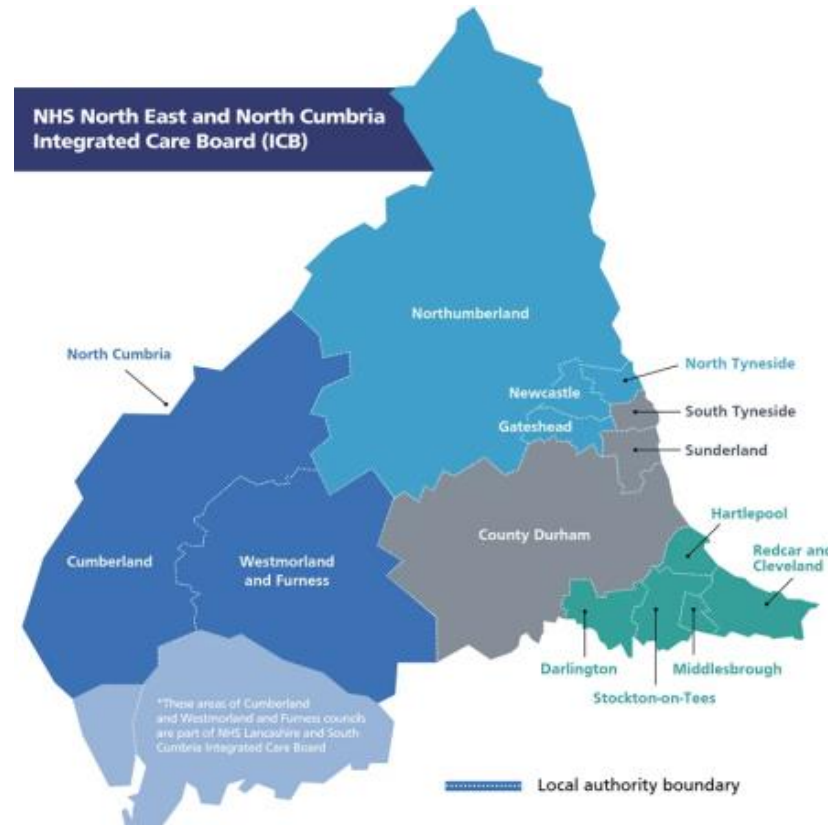 NHS North East and North Cumbria
Integrated Care Board (ICB)
Northumberland
North Cumbria
North Tyneside
Newcastle
South Tyneside
Gateshead
Sunderland
Hartlepool
County Durham
Redcar and
Cleveland
Cumberland
Westmorland
and Furness
Darlington
Middlesbrough
Stockton-on-Tees
*These areas of Cumberland
and Westmorland and Furness councils
are part of NHS Lancashire and South
Cumbria Integrated Care Board
Local authority boundary